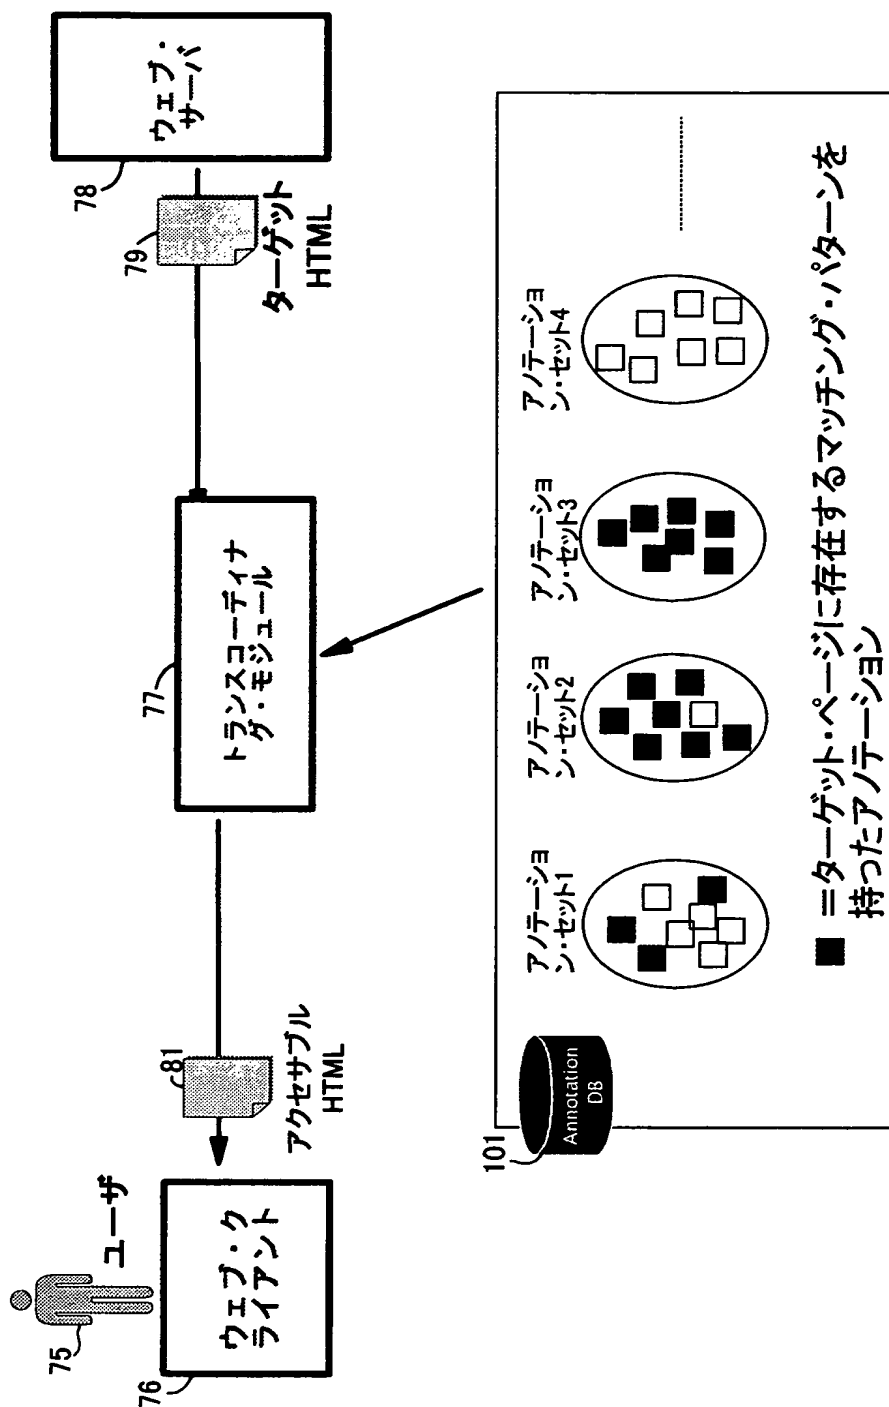 75
ユーザ
76
ウェブ・ク
ライアント
81
アクセサブル
HTML
77
トランスコーディナ
グ・モジュール
79
ターゲット
HTML
78
ウェブ・
サーバ
101
Annotation
DB
アノテーショ
ン・セット1
アノテーショ
ン・セット2
アノテーショ
ン・セット3
アノテーショ
ン・セット4
=ターゲット・ページに存在するマッチング・パターンを
持ったアノテーション